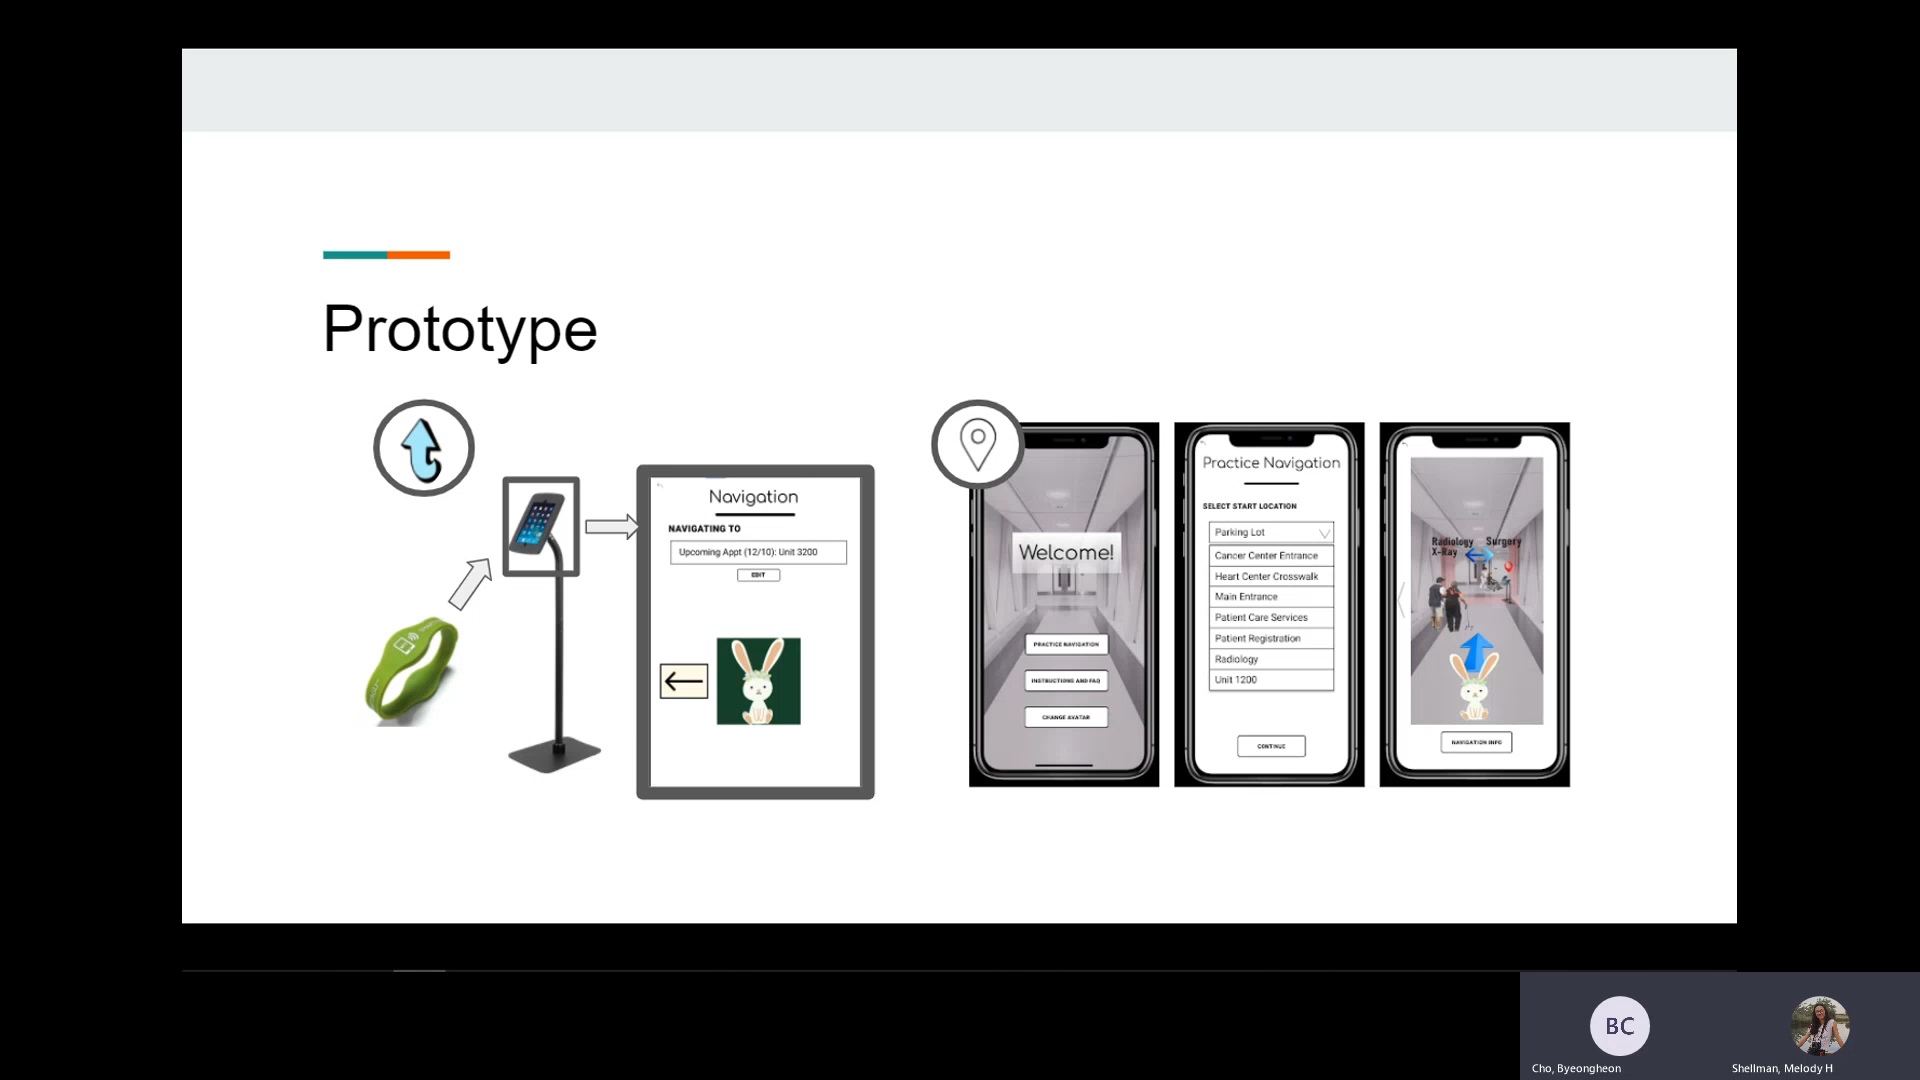 Prototype
Navigation
NAVIGATING TO
Upcoming Appt (12/10): Unit 3200
EDIT
Welcome!
PRACTICE NAVIGATION
INSTRUCTIONS AND FAQ
CHANGE AVATAR
Practice Navigation
SELECT START LOCATION
Parking Lot
Cancer Center Entrance
Heart Center Crosswalk
Main Entrance
Patient Care Services
Patient Registration
Radiology
Unit 1200
CONTINUE
Radiology
X-Ray
Surgery
NAVIGATION INFO
BC
Cho, Byeongheon
Shellman, Melody H